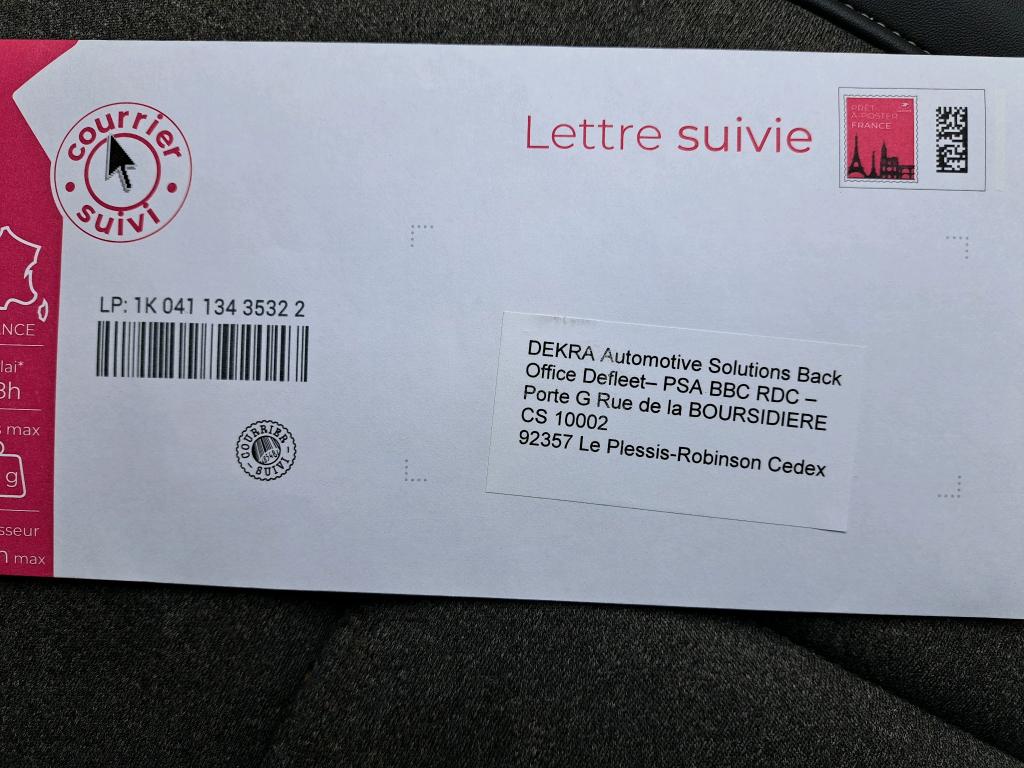 courrier
suivi
Lettre suivie
PRÊT-
À-POSTER
FRANCE
LP: 1K 041 134 3532 2
NCE
lai*
h
max
g
sseur
max
COURRIER
SUIVI
DEKRA Automotive Solutions Back
Office Defleet– PSA BBC RDC –
Porte G Rue de la BOURSIDIERE
CS 10002
92357 Le Plessis-Robinson Cedex